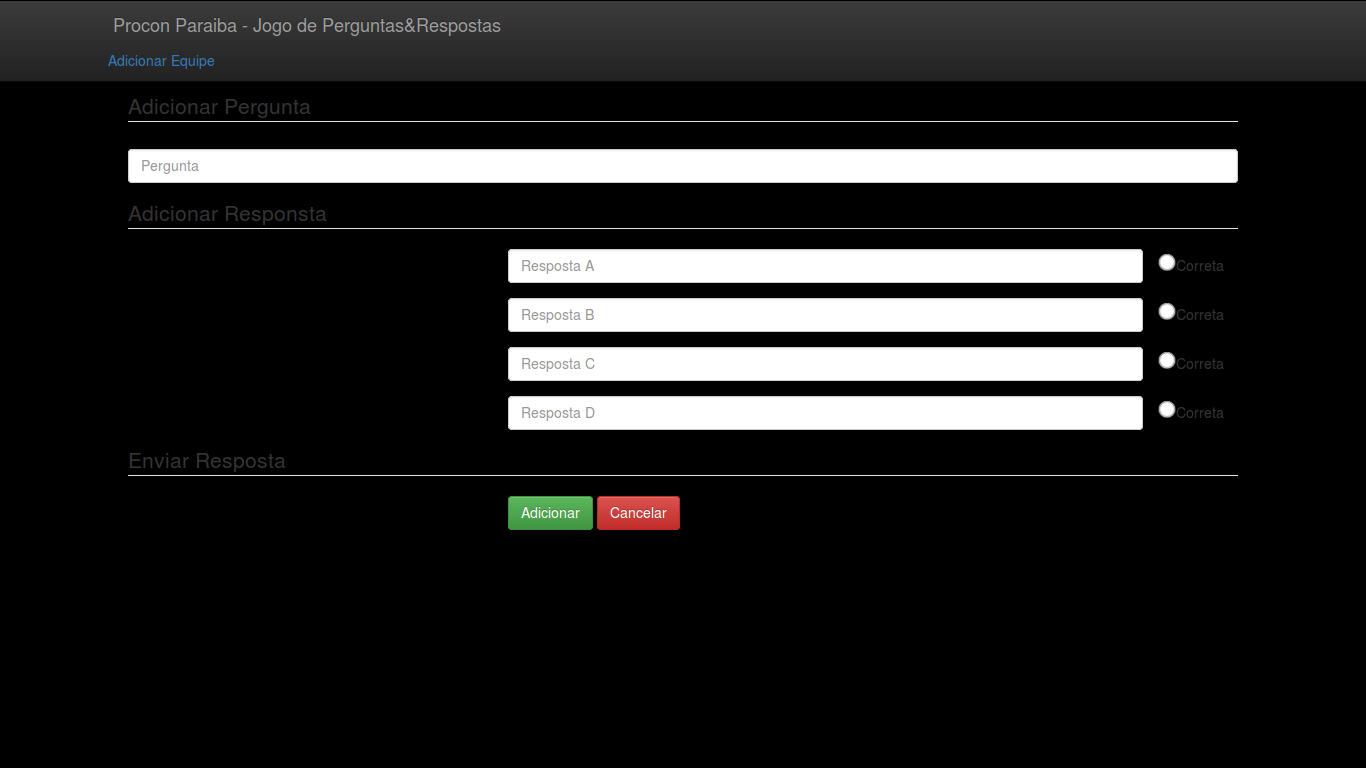 Procon Paraiba - Jogo de Perguntas&Respostas
Adicionar Equipe
Adicionar Pergunta
Pergunta
Adicionar Responsta
Resposta A Correta
Resposta B Correta
Resposta C Correta
Resposta D Correta
Enviar Resposta
Adicionar Cancelar